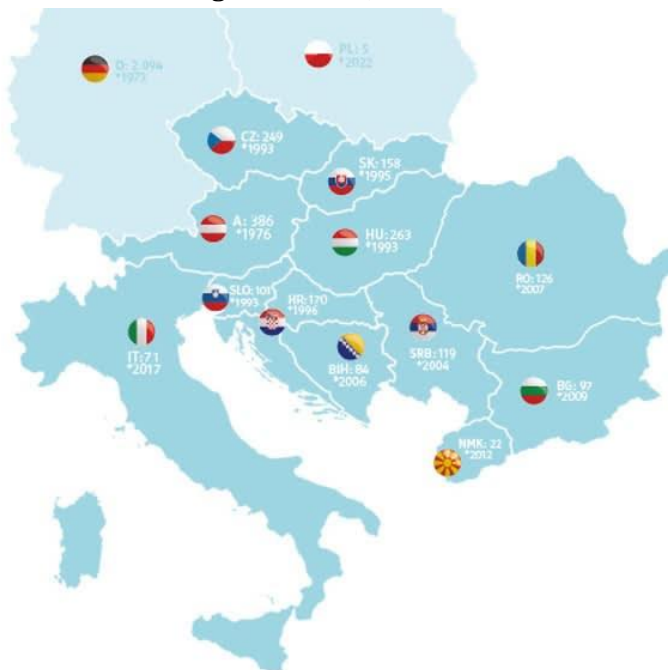 D: 2.094
*1973
PL: 5
*2022
CZ: 249
*1993
SK: 158
*1995
A: 386
*1976
HU: 263
*1993
RO: 126
*2007
SLO: 101
*1993
HR: 170
*1996
IT: 71
*2017
BIH: 84
*2006
SRB: 119
*2004
BG: 97
*2009
NMK: 22
*2012